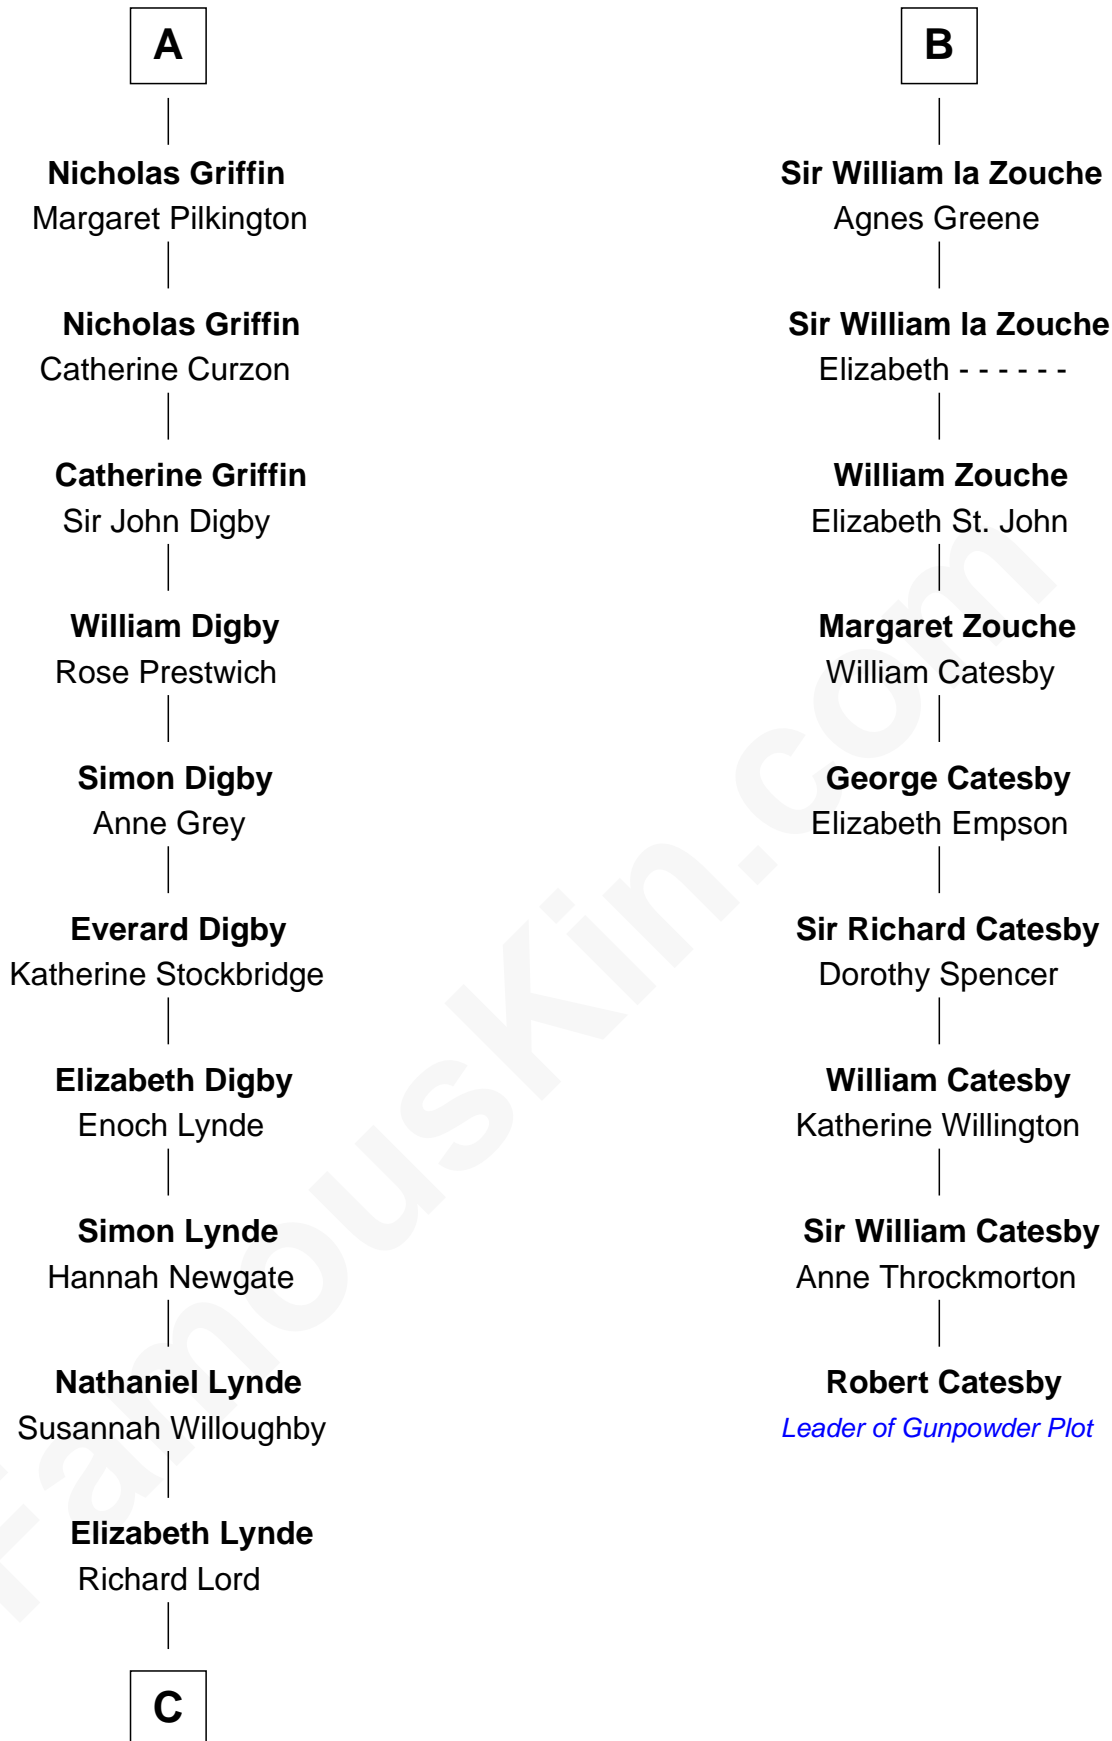 A
Nicholas Griffin
Margaret Pilkington
Nicholas Griffin
Catherine Curzon
Catherine Griffin
Sir John Digby
William Digby
Rose Prestwich
Simon Digby
Anne Grey
Everard Digby
Katherine Stockbridge
Elizabeth Digby
Enoch Lynde
Simon Lynde
Hannah Newgate
Nathaniel Lynde
Susannah Willoughby
Elizabeth Lynde
Richard Lord
C
B
Sir William la Zouche
Agnes Greene
Sir William la Zouche
Elizabeth - - - - - -
William Zouche
Elizabeth St. John
Margaret Zouche
William Catesby
George Catesby
Elizabeth Empson
Sir Richard Catesby
Dorothy Spencer
William Catesby
Katherine Willington
Sir William Catesby
Anne Throckmorton
Robert Catesby
Leader of Gunpowder Plot
FamousKin.com